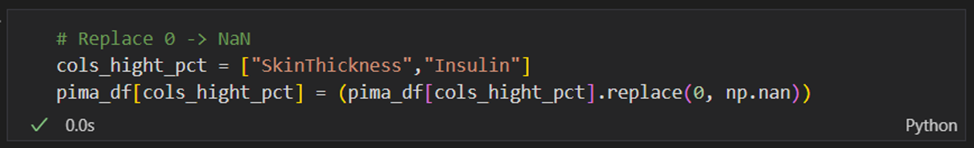 # Replace 0 -> NaN
cols_hight_pct = ["SkinThickness","Insulin"]
pima_df[cols_hight_pct] = (pima_df[cols_hight_pct].replace(0, np.nan))
0.0s Python